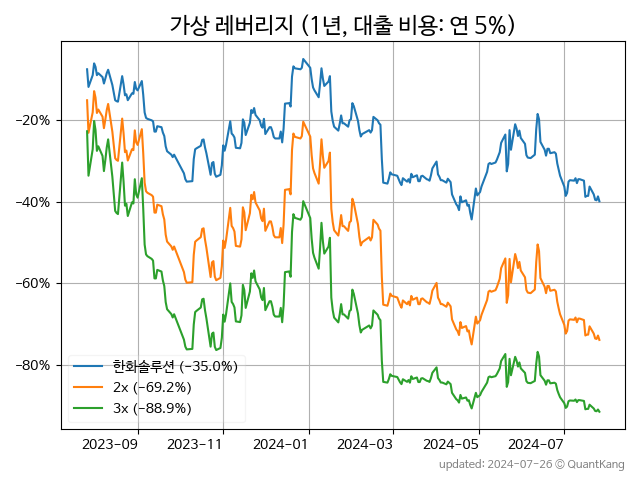 가상 레버리지 (1년, 대출 비용: 연 5%)
−20%
−40%
−60%
−80%
한화솔루션 (−35.0%)
2x (−69.2%)
3x (−88.9%)
2023−09 2023−11 2024−01 2024−03 2024−05 2024−07
updated: 2024-07-26 © QuantKang